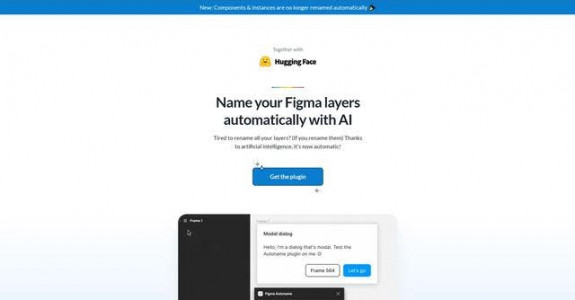 New: Components & instances are no longer renamed automatically
Together with
Hugging Face
Name your Figma layers
automatically with AI
Tired to rename all your layers? (If you rename them) Thanks
to artificial intelligence, it's now automatic!
Get the plugin
Frame 1
Modal dialog
Hello, I'm a dialog that's modal. Test the
Autoname plugin on me
Frame 564
Let's go
Figma Autoname